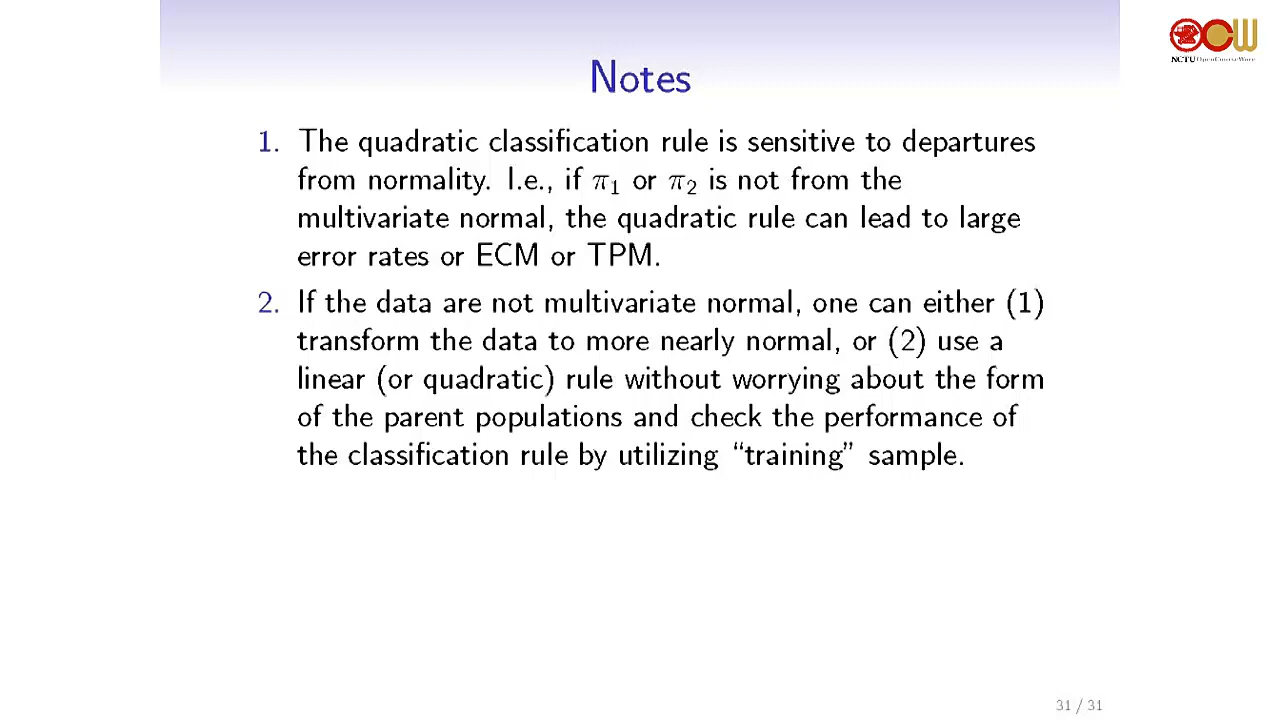 NCTU OpenCourseWare
Notes
1. The quadratic classification rule is sensitive to departures
from normality. I.e., if π₁ or π₂ is not from the
multivariate normal, the quadratic rule can lead to large
error rates or ECM or TPM.
2. If the data are not multivariate normal, one can either (1)
transform the data to more nearly normal, or (2) use a
linear (or quadratic) rule without worrying about the form
of the parent populations and check the performance of
the classification rule by utilizing “training” sample.
31 / 31